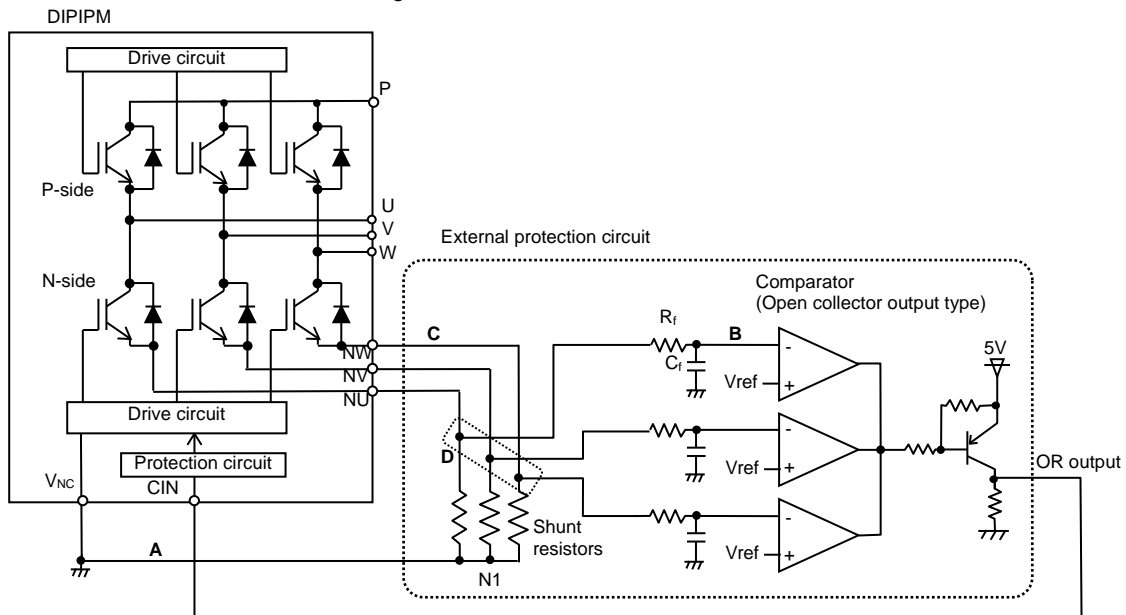 DIPIPM
Drive circuit
P
P-side
U
V
W
N-side
External protection circuit
Comparator
(Open collector output type)
C
Rf
B
-
5V
Cf
NW
Vref
+
NV
NU
Drive circuit
-
D
OR output
Protection circuit
Vref
+
VNC
CIN
-
Shunt
resistors
A
Vref
+
N1